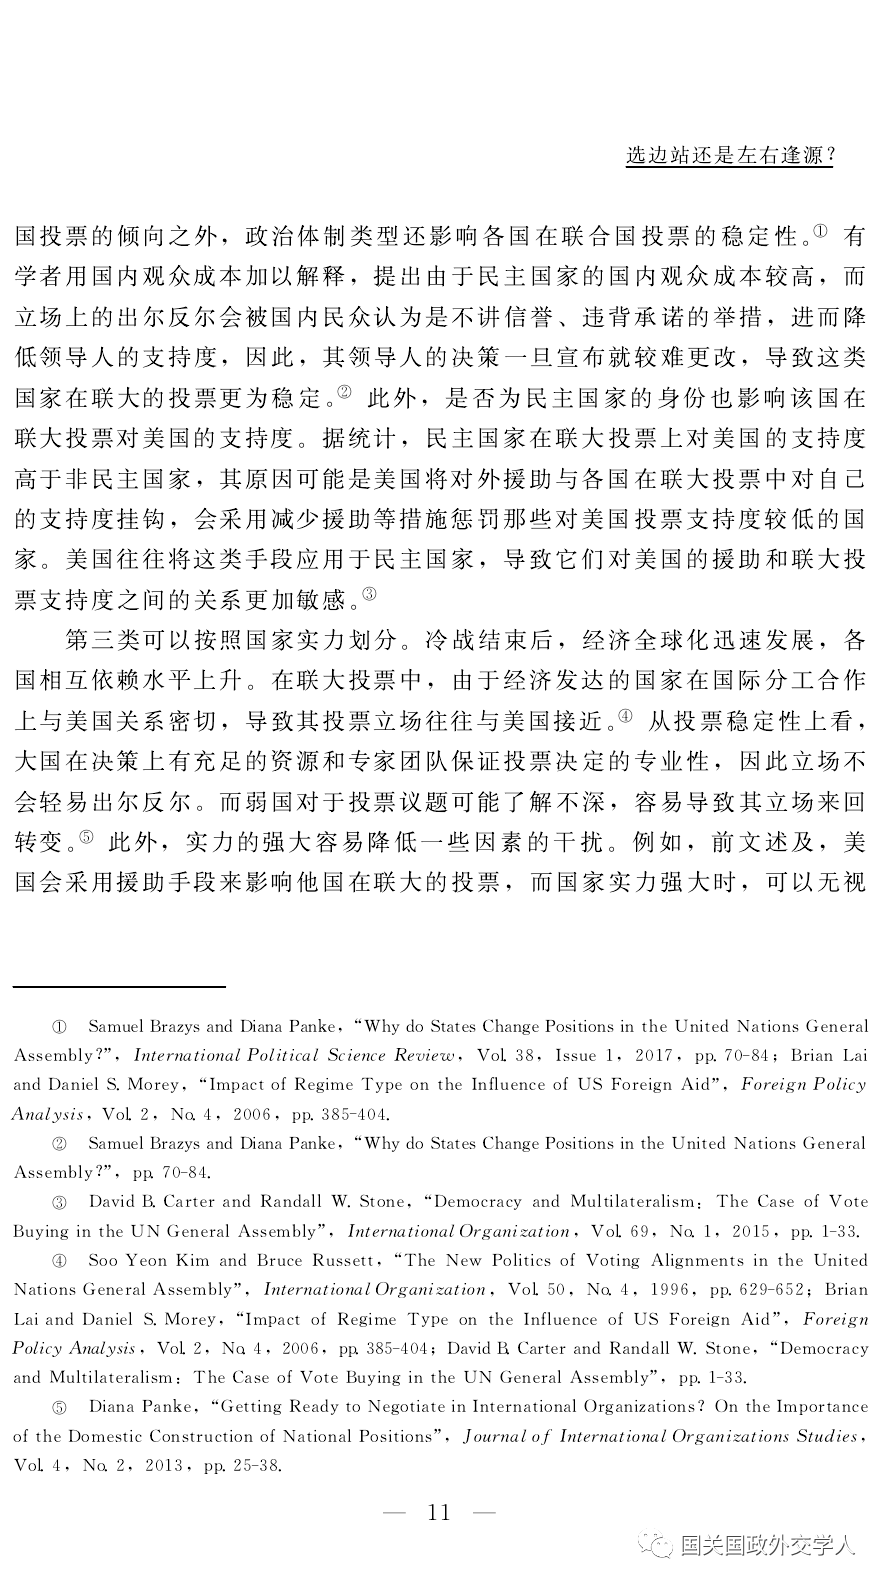 选边站还是左右逢源?
国投票的倾向之外，政治体制类型还影响各国在联合国投票的稳定性。① 有
学者用国内观众成本加以解释，提出由于民主国家的国内观众成本较高，而
立场上的出尔反尔会被国内民众认为是不讲信誉、违背承诺的举措，进而降
低领导人的支持度，因此，其领导人的决策一旦宣布就较难更改，导致这类
国家在联大的投票更为稳定。② 此外，是否为民主国家的身份也影响该国在
联大投票对美国的支持度。据统计，民主国家在联大投票上对美国的支持度
高于非民主国家，其原因可能是美国将对外援助与各国在联大投票中对自己
的支持度挂钩，会采用减少援助等措施惩罚那些对美国投票支持度较低的国
家。美国往往将这类手段应用于民主国家，导致它们对美国的援助和联大投
票支持度之间的关系更加敏感。③
第三类可以按照国家实力划分。冷战结束后，经济全球化迅速发展，各
国相互依赖水平上升。在联大投票中，由于经济发达的国家在国际分工合作
上与美国关系密切，导致其投票立场往往与美国接近。④ 从投票稳定性上看，
大国在决策上有充足的资源和专家团队保证投票决定的专业性，因此立场不
会轻易出尔反尔。而弱国对于投票议题可能了解不深，容易导致其立场来回
转变。⑤ 此外，实力的强大容易降低一些因素的干扰。例如，前文述及，美
国会采用援助手段来影响他国在联大的投票，而国家实力强大时，可以无视
① Samuel Brazys and Diana Panke, “Why do States Change Positions in the United Nations General
Assembly?”, International Political Science Review, Vol. 38, Issue 1, 2017, pp. 70-84; Brian Lai
and Daniel S. Morey, “Impact of Regime Type on the Influence of US Foreign Aid”, Foreign Policy
Analysis, Vol. 2, No. 4, 2006, pp. 385-404.
② Samuel Brazys and Diana Panke, “Why do States Change Positions in the United Nations General
Assembly?”, pp. 70-84.
③ David B. Carter and Randall W. Stone, “Democracy and Multilateralism: The Case of Vote
Buying in the UN General Assembly”, International Organization, Vol. 69, No. 1, 2015, pp. 1-33.
④ Soo Yeon Kim and Bruce Russett, “The New Politics of Voting Alignments in the United
Nations General Assembly”, International Organization, Vol. 50, No. 4, 1996, pp. 629-652; Brian
Lai and Daniel S. Morey, “Impact of Regime Type on the Influence of US Foreign Aid”, Foreign
Policy Analysis, Vol. 2, No. 4, 2006, pp. 385-404; David B. Carter and Randall W. Stone, “Democracy
and Multilateralism: The Case of Vote Buying in the UN General Assembly”, pp. 1-33.
⑤ Diana Panke, “Getting Ready to Negotiate in International Organizations? On the Importance
of the Domestic Construction of National Positions”, Journal of International Organizations Studies,
Vol. 4, No. 2, 2013, pp. 25-38.
— 11 —
国关国政外交学人